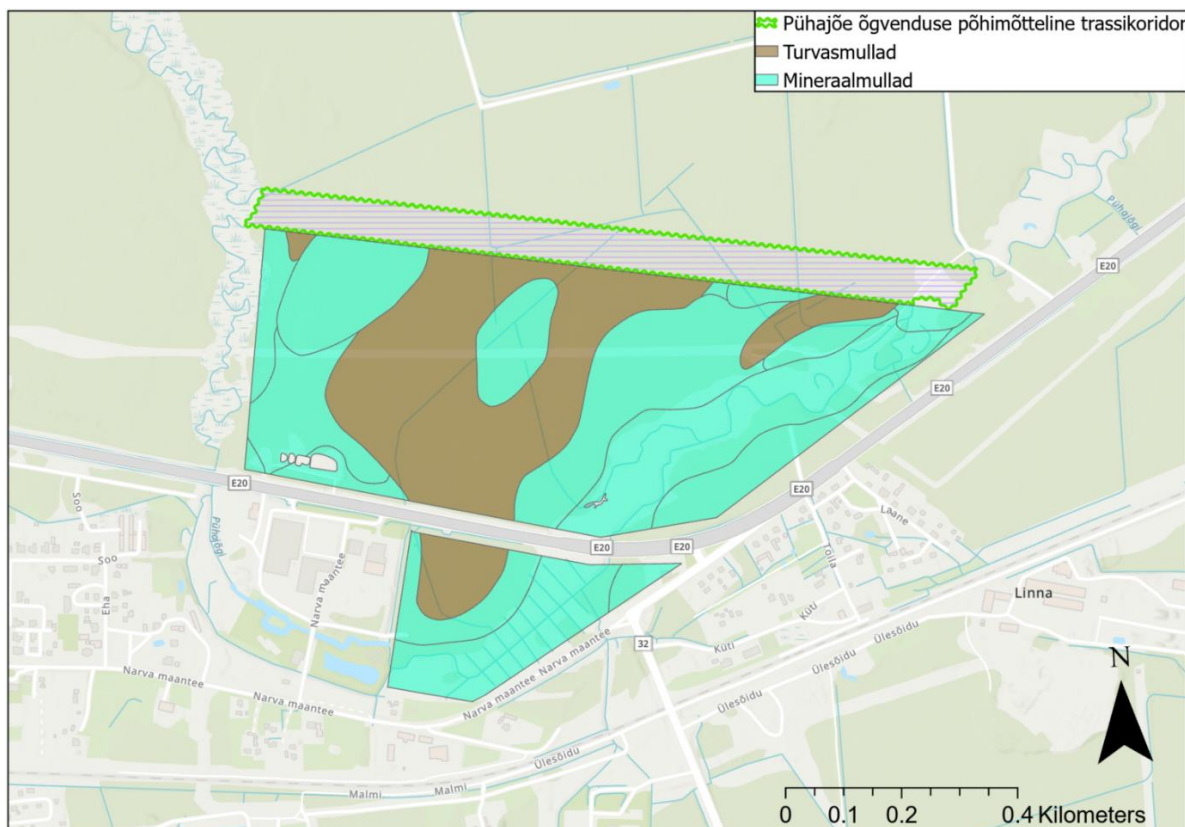 Pühajõe õgvenduse põhimõtteline trassikoridor
Turvasmullad
Mineraalmullad
Pühajõgi
E20
E20
E20
E20
E20
E20
Soo
Soo
Eha
Pühajõgi
Narva maantee
Laane
Toila
Linna
Küti
Küti
Ülesõidu
32
Narva maantee
Narva maantee
Narva maantee
Narva maantee
Ülesõidu
Ülesõidu
Malmi
Malmi
N
0 0.1 0.2 0.4 Kilometers